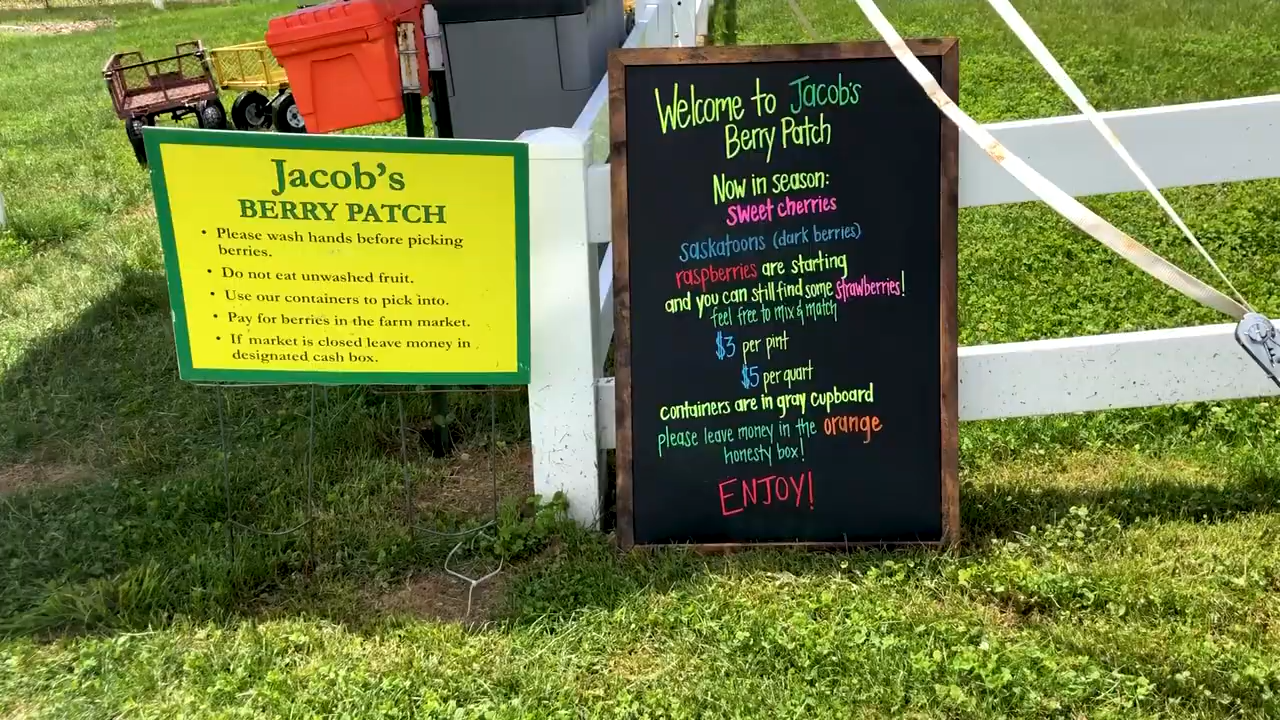 Jacob's
BERRY PATCH
• Please wash hands before picking
berries.
• Do not eat unwashed fruit.
• Use our containers to pick into.
• Pay for berries in the farm market.
• If market is closed leave money in
designated cash box.
Welcome to Jacob's
Berry Patch
Now in season:
sweet cherries
saskatoons (dark berries)
raspberries are starting
and you can still find some strawberries!
feel free to mix & match
$3 per pint
$5 per quart
containers are in gray cupboard
please leave money in the orange
honesty box!
ENJOY!